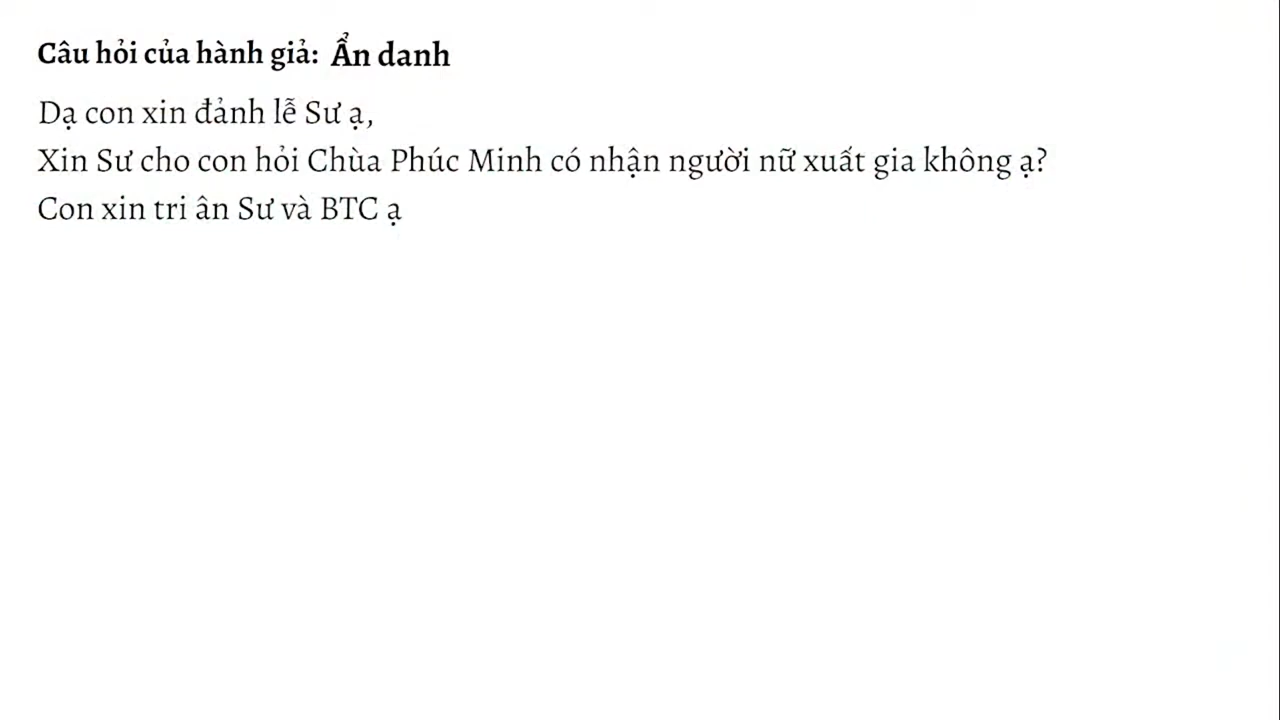 Câu hỏi của hành giả: Ẩn danh
Dạ con xin đảnh lễ Sư ạ,
Xin Sư cho con hỏi Chùa Phúc Minh có nhận người nữ xuất gia không ạ?
Con xin tri ân Sư và BTC ạ